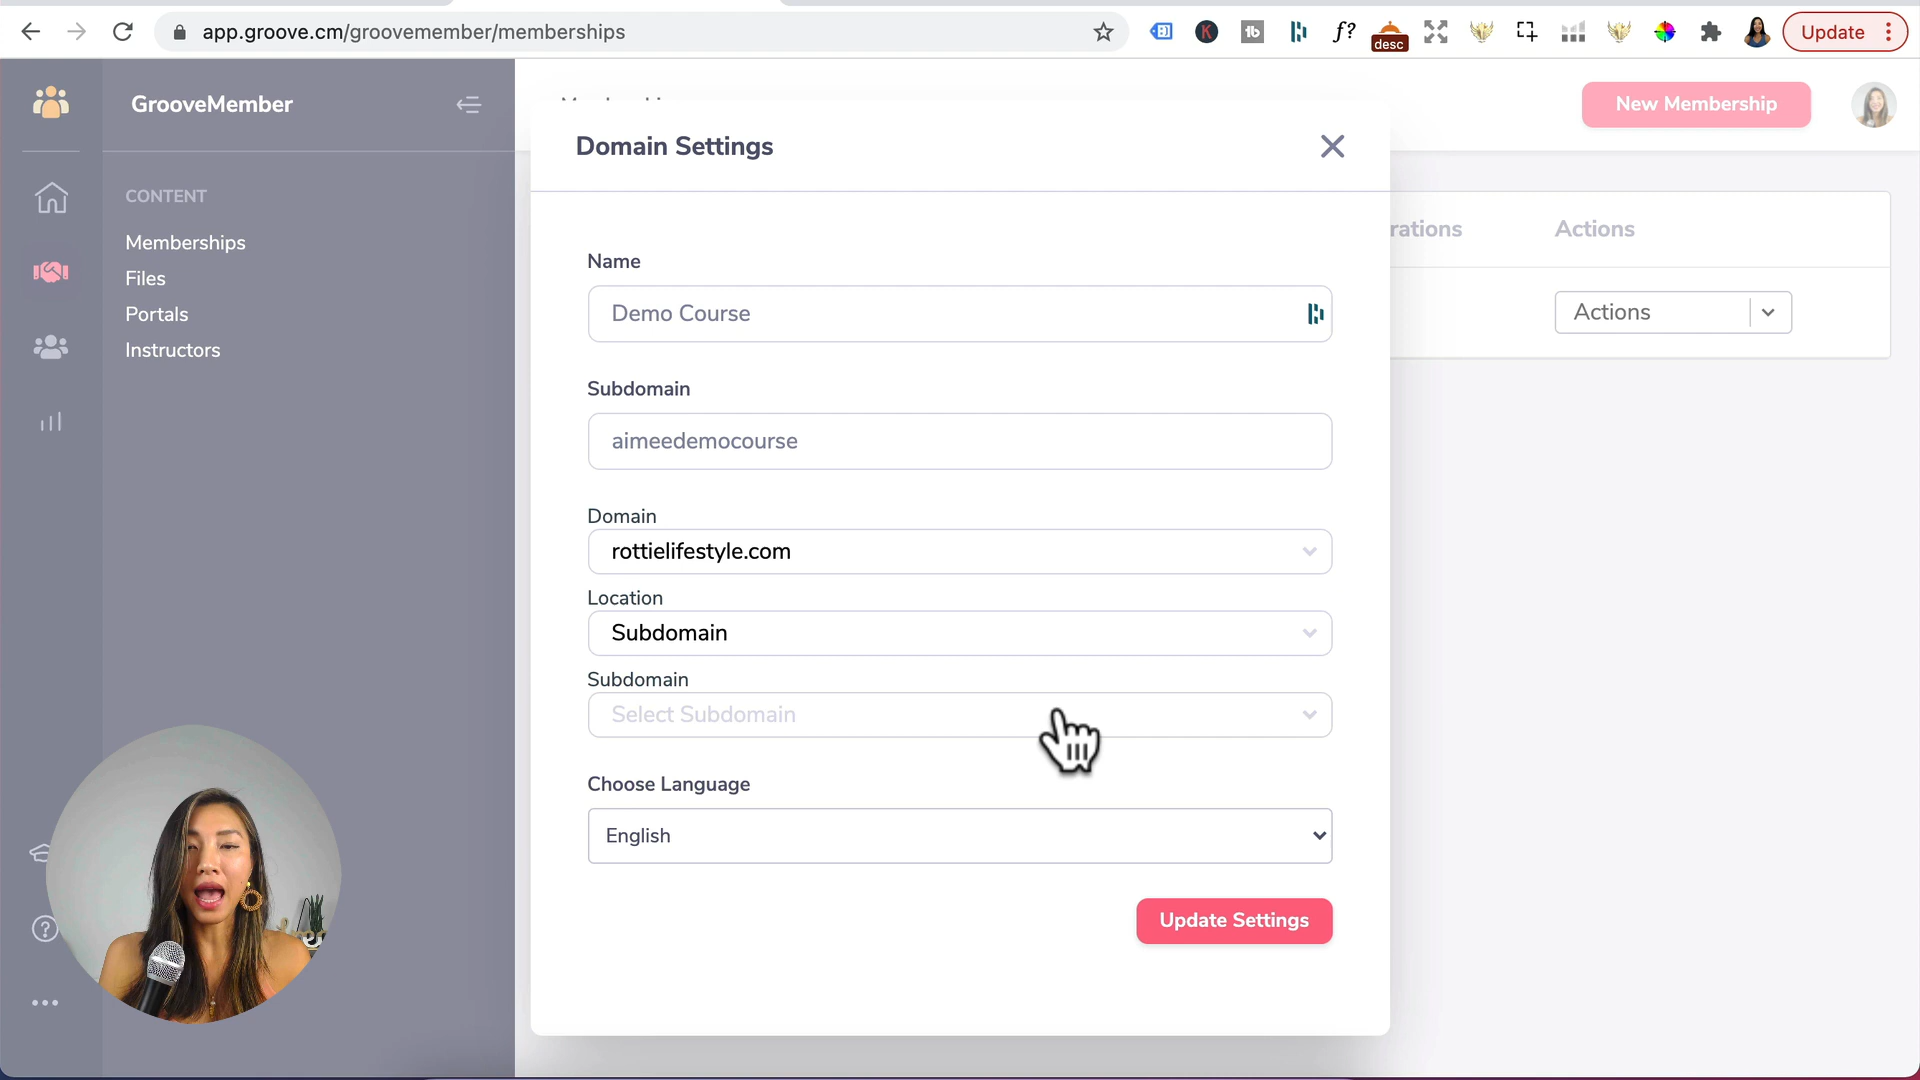 app.groove.cm/groovemember/memberships
desc
Update
GrooveMember
New Membership
Domain Settings
CONTENT
Memberships
Files
Portals
Instructors
rations
Actions
Actions
Name
Demo Course
Subdomain
aimeedemocourse
Domain
rottielifestyle.com
Location
Subdomain
Subdomain
Select Subdomain
Choose Language
English
Update Settings